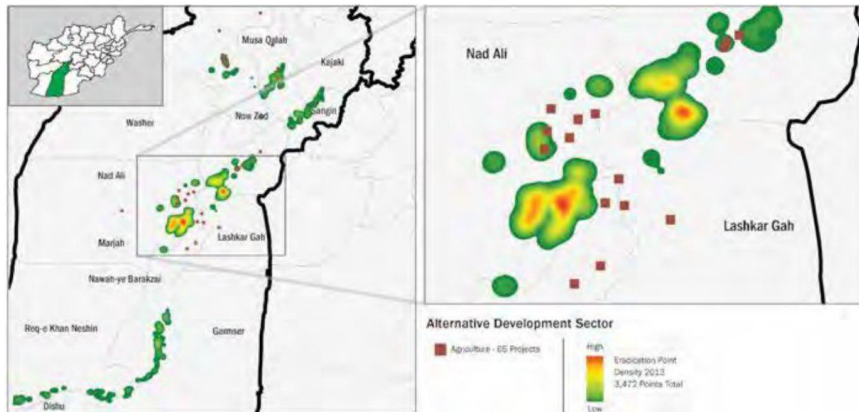 Musa Qalah
Kajaki
Washer
Now Zad
Sangin
Nad Ali
Lashkar Gah
Marjah
Nawah-ye Barakzai
Reg-e Khan Neshin
Garmser
Dishu
Nad Ali
Lashkar Gah
Alternative Development Sector
Agriculture - 65 Projects
High
Eradication Point
Density 2013
3,472 Points Total
Low